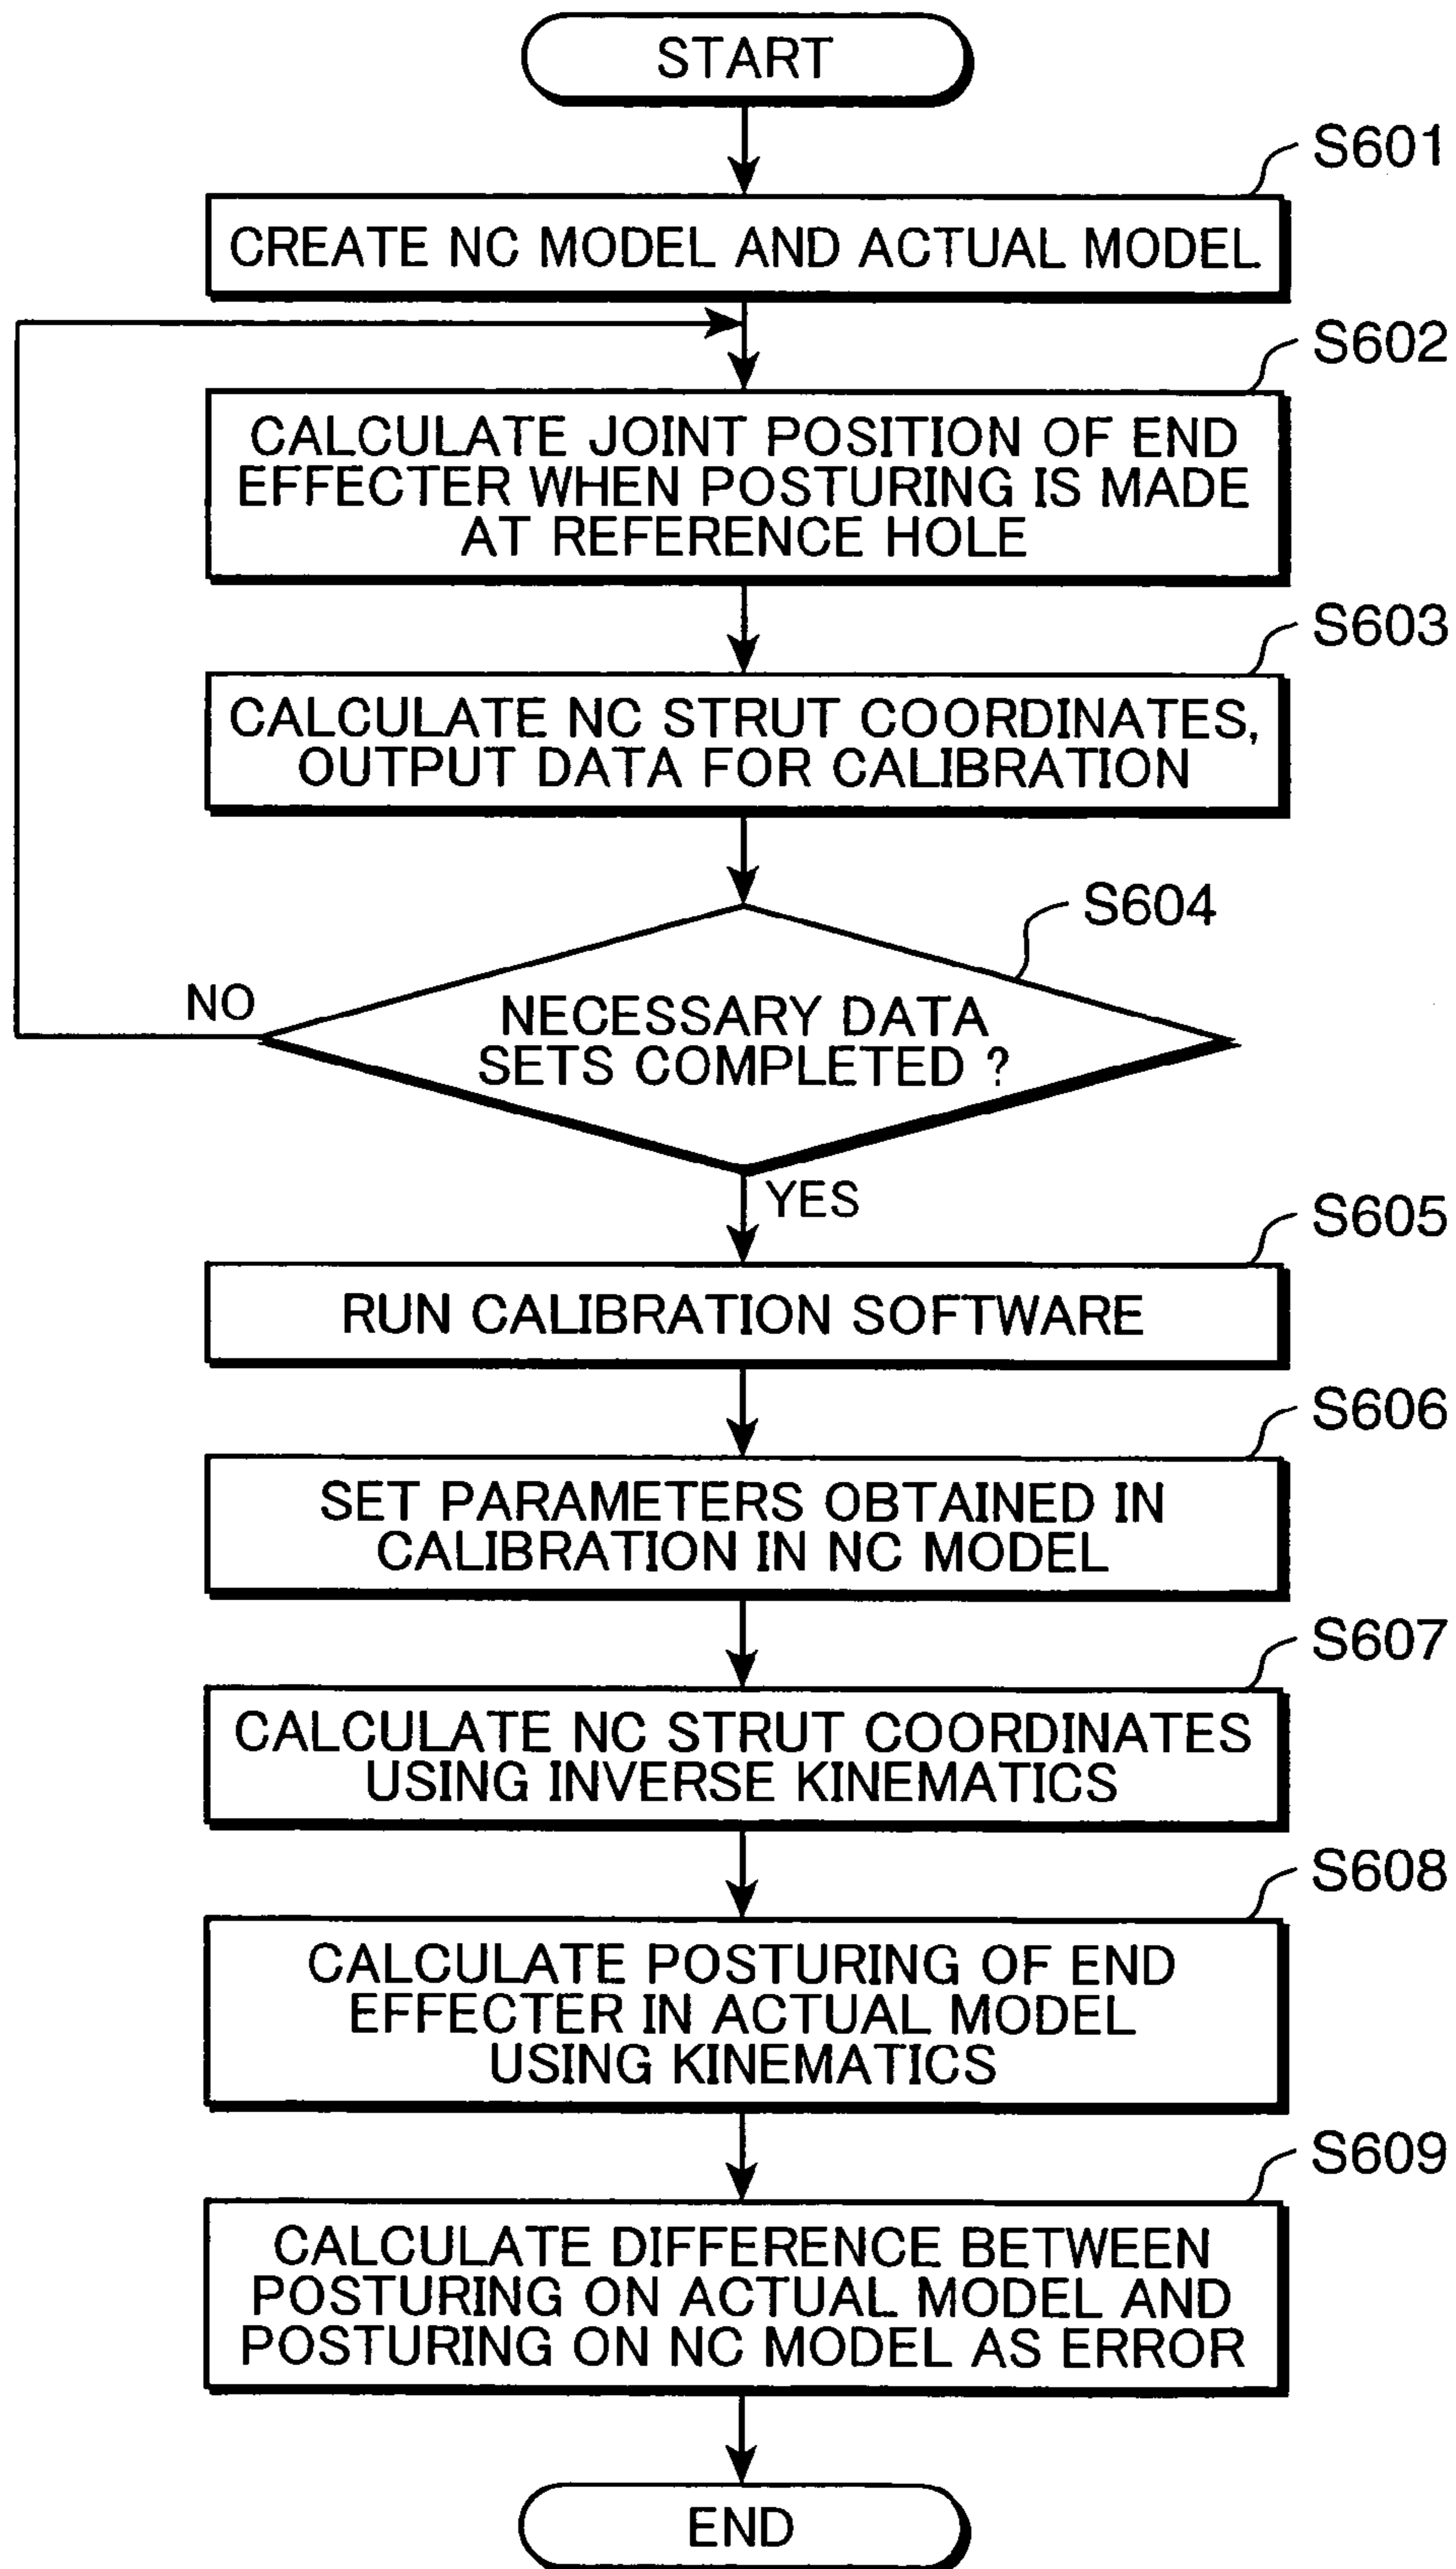 START
S601
CREATE NC MODEL AND ACTUAL MODEL
S602
CALCULATE JOINT POSITION OF END
EFFECTER WHEN POSTURING IS MADE
AT REFERENCE HOLE
S603
CALCULATE NC STRUT COORDINATES,
OUTPUT DATA FOR CALIBRATION
S604
NO
NECESSARY DATA
SETS COMPLETED ?
YES
S605
RUN CALIBRATION SOFTWARE
S606
SET PARAMETERS OBTAINED IN
CALIBRATION IN NC MODEL
S607
CALCULATE NC STRUT COORDINATES
USING INVERSE KINEMATICS
S608
CALCULATE POSTURING OF END
EFFECTER IN ACTUAL MODEL
USING KINEMATICS
S609
CALCULATE DIFFERENCE BETWEEN
POSTURING ON ACTUAL MODEL AND
POSTURING ON NC MODEL AS ERROR
END